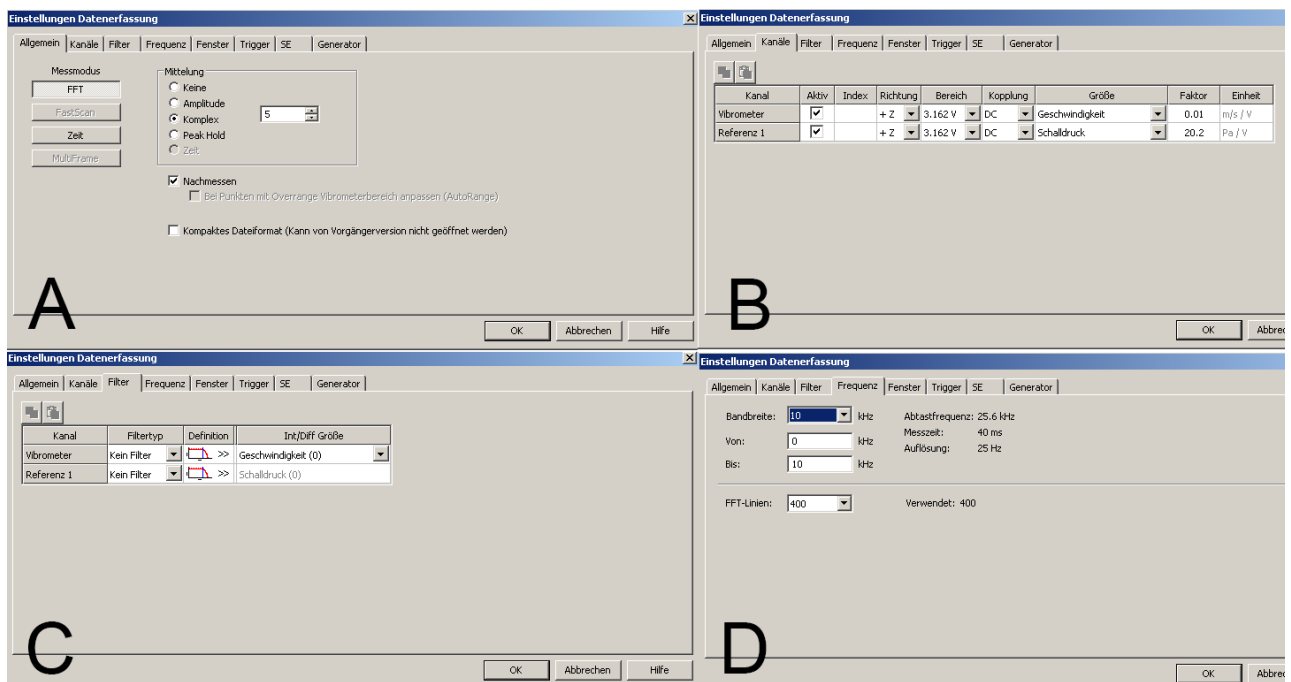 Einstellungen Datenerfassung
Allgemein Kanäle Filter Frequenz Fenster Trigger SE Generator
Messmodus
FFT
FastScan
Zeit
MultiFrame
Mittelung
Keine
Amplitude
Komplex
5
Peak Hold
Zeit
Nachmessen
Bei Punkten mit Overrange Vibrometerbereich anpassen (AutoRange)
Kompaktes Dateiformat (Kann von Vorgängerversion nicht geöffnet werden)
A
OK Abbrechen Hilfe
Einstellungen Datenerfassung
Allgemein Kanäle Filter Frequenz Fenster Trigger SE Generator
Kanal Aktiv Index Richtung Bereich Kopplung Größe Faktor Einheit
Vibrometer + Z 3.162 V DC Geschwindigkeit 0.01 m/s / V
Referenz 1 + Z 3.162 V DC Schalldruck 20.2 Pa / V
B
OK Abbrec
Einstellungen Datenerfassung
Allgemein Kanäle Filter Frequenz Fenster Trigger SE Generator
Kanal Filtertyp Definition Int/Diff Größe
Vibrometer Kein Filter >> Geschwindigkeit (0)
Referenz 1 Kein Filter >> Schalldruck (0)
C
OK Abbrechen Hilfe
Einstellungen Datenerfassung
Allgemein Kanäle Filter Frequenz Fenster Trigger SE Generator
Bandbreite: 10 kHz Abtastfrequenz: 25.6 kHz
Messzeit: 40 ms
Von: 0 kHz
Auflösung: 25 Hz
Bis: 10 kHz
FFT-Linien: 400 Verwendet: 400
D
OK Abbrec